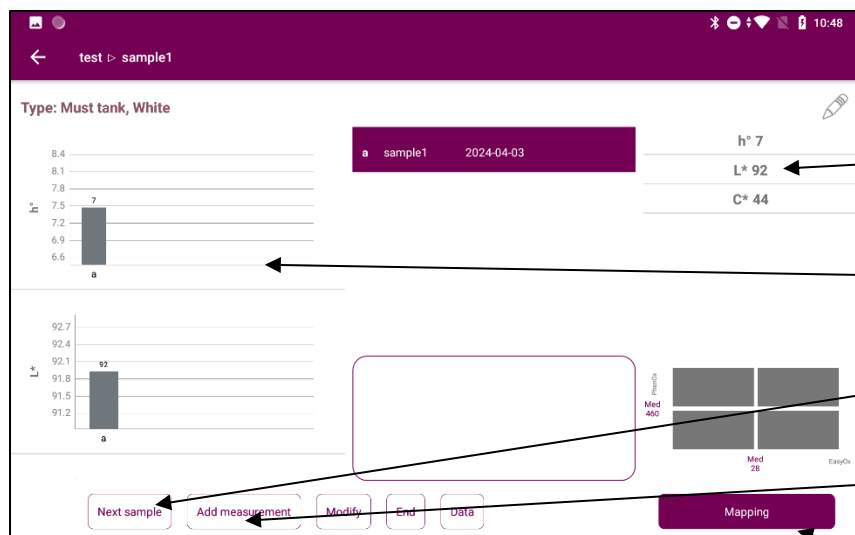 10:48
test ▷ sample1
Type: Must tank, White
h°
8.4
8.1
7.8
7.5
7.2
6.9
6.6
7
a
L*
92.7
92.4
92.1
91.8
91.5
91.2
92
a
a sample1 2024-04-03
h° 7
L* 92
C* 44
PhenOx
Med
460
Med
28
EasyOx
Next sample
Add measurement
Modify
End
Data
Mapping